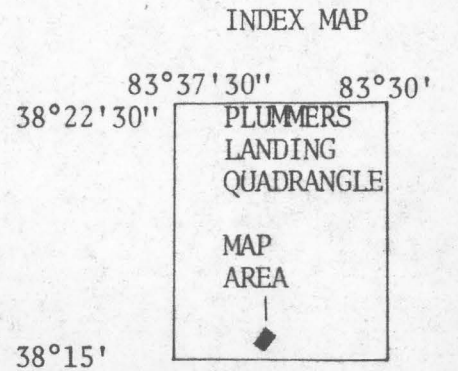 INDEX MAP
83°37'30" 83°30'
38°22'30" PLUMMERS
LANDING
QUADRANGLE
MAP
AREA
38°15'